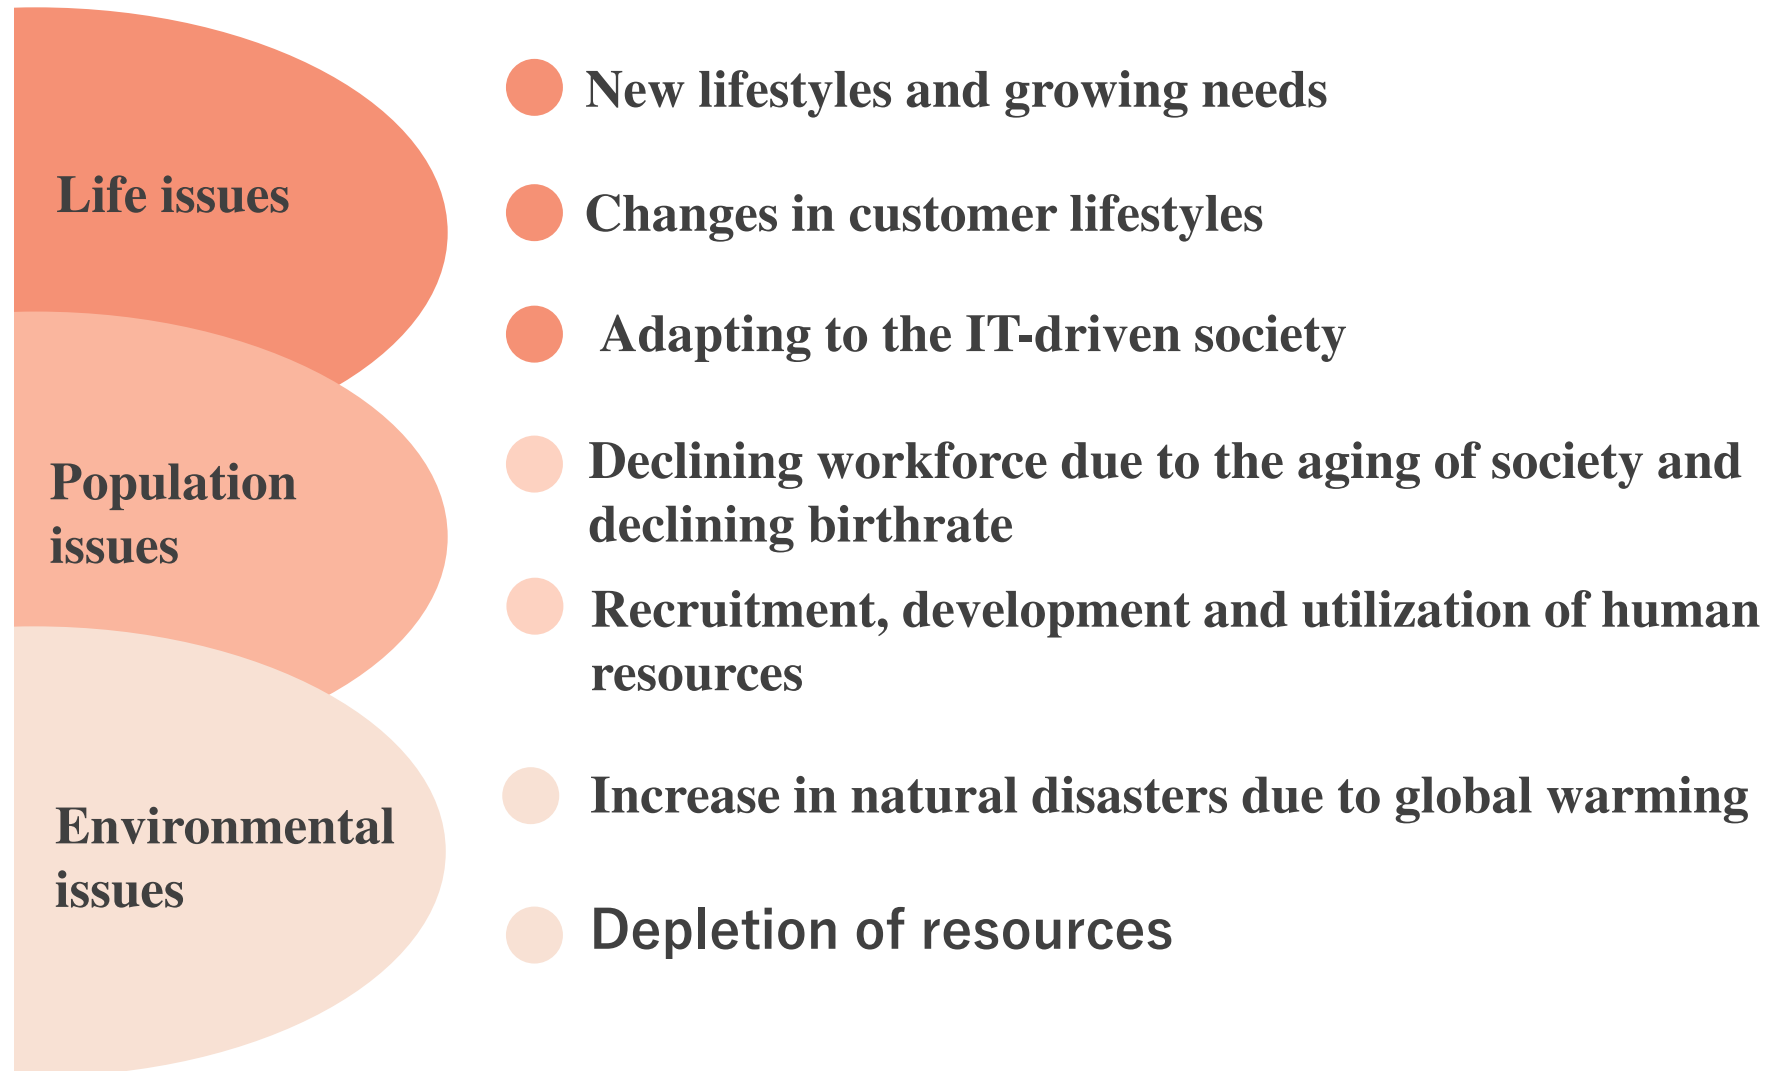 Life issues
New lifestyles and growing needs
Changes in customer lifestyles
Adapting to the IT-driven society
Population
issues
Declining workforce due to the aging of society and
declining birthrate
Recruitment, development and utilization of human
resources
Environmental
issues
Increase in natural disasters due to global warming
Depletion of resources